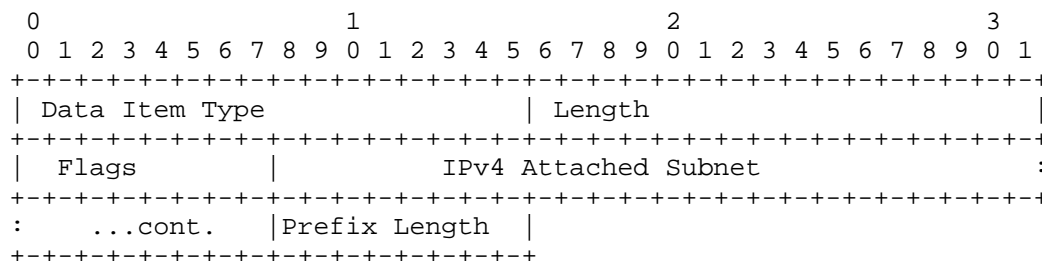 0                   1                   2                   3
 0 1 2 3 4 5 6 7 8 9 0 1 2 3 4 5 6 7 8 9 0 1 2 3 4 5 6 7 8 9 0 1
+-+-+-+-+-+-+-+-+-+-+-+-+-+-+-+-+-+-+-+-+-+-+-+-+-+-+-+-+-+-+-+-+
| Data Item Type                | Length                        |
+-+-+-+-+-+-+-+-+-+-+-+-+-+-+-+-+-+-+-+-+-+-+-+-+-+-+-+-+-+-+-+-+
|  Flags        |          IPv4 Attached Subnet                 :
+-+-+-+-+-+-+-+-+-+-+-+-+-+-+-+-+-+-+-+-+-+-+-+-+-+-+-+-+-+-+-+-+
:    ...cont.   |Prefix Length  |
+-+-+-+-+-+-+-+-+-+-+-+-+-+-+-+-+